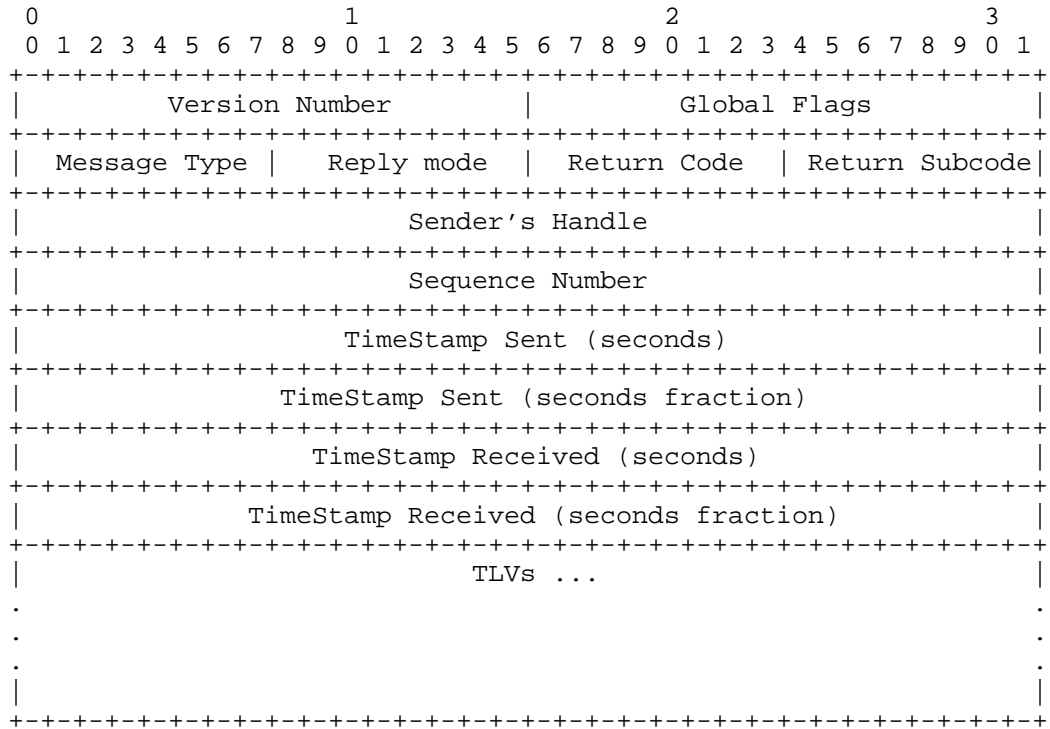 0                   1                   2                   3
 0 1 2 3 4 5 6 7 8 9 0 1 2 3 4 5 6 7 8 9 0 1 2 3 4 5 6 7 8 9 0 1
+-+-+-+-+-+-+-+-+-+-+-+-+-+-+-+-+-+-+-+-+-+-+-+-+-+-+-+-+-+-+-+-+
|         Version Number        |         Global Flags          |
+-+-+-+-+-+-+-+-+-+-+-+-+-+-+-+-+-+-+-+-+-+-+-+-+-+-+-+-+-+-+-+-+
|  Message Type |   Reply mode  |  Return Code  | Return Subcode|
+-+-+-+-+-+-+-+-+-+-+-+-+-+-+-+-+-+-+-+-+-+-+-+-+-+-+-+-+-+-+-+-+
|                        Sender’s Handle                        |
+-+-+-+-+-+-+-+-+-+-+-+-+-+-+-+-+-+-+-+-+-+-+-+-+-+-+-+-+-+-+-+-+
|                        Sequence Number                        |
+-+-+-+-+-+-+-+-+-+-+-+-+-+-+-+-+-+-+-+-+-+-+-+-+-+-+-+-+-+-+-+-+
|                    TimeStamp Sent (seconds)                   |
+-+-+-+-+-+-+-+-+-+-+-+-+-+-+-+-+-+-+-+-+-+-+-+-+-+-+-+-+-+-+-+-+
|                TimeStamp Sent (seconds fraction)              |
+-+-+-+-+-+-+-+-+-+-+-+-+-+-+-+-+-+-+-+-+-+-+-+-+-+-+-+-+-+-+-+-+
|                  TimeStamp Received (seconds)                 |
+-+-+-+-+-+-+-+-+-+-+-+-+-+-+-+-+-+-+-+-+-+-+-+-+-+-+-+-+-+-+-+-+
|              TimeStamp Received (seconds fraction)            |
+-+-+-+-+-+-+-+-+-+-+-+-+-+-+-+-+-+-+-+-+-+-+-+-+-+-+-+-+-+-+-+-+
|                            TLVs ...                           |
.                                                               .
.                                                               .
.                                                               .
|                                                               |
+-+-+-+-+-+-+-+-+-+-+-+-+-+-+-+-+-+-+-+-+-+-+-+-+-+-+-+-+-+-+-+-+